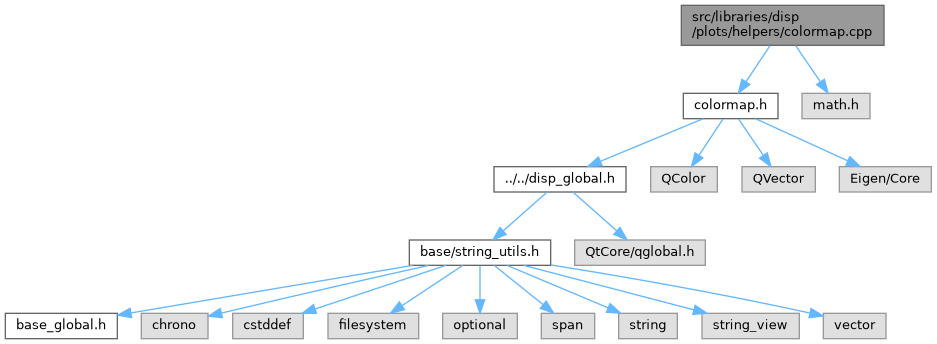 src/libraries/disp
/plots/helpers/colormap.cpp
colormap.h
math.h
../../disp_global.h
QColor
QVector
Eigen/Core
base/string_utils.h
QtCore/qglobal.h
base_global.h
chrono
cstddef
filesystem
optional
span
string
string_view
vector